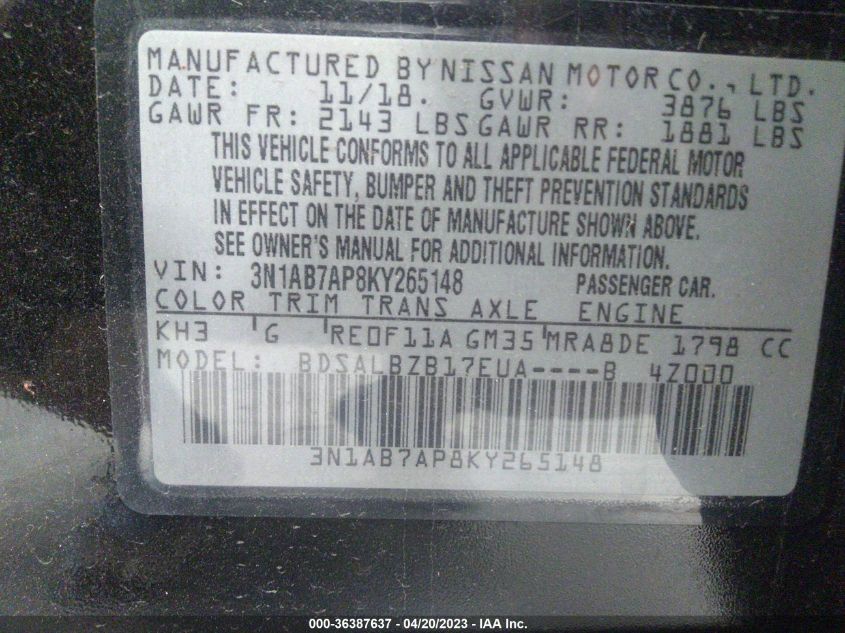 MANUFACTURED BY NISSAN MOTOR CO., LTD.
DATE: 11/18. GVWR: 3876 LBS
GAWR FR: 2143 LBS GAWR RR: 1881 LBS
THIS VEHICLE CONFORMS TO ALL APPLICABLE FEDERAL MOTOR
VEHICLE SAFETY, BUMPER AND THEFT PREVENTION STANDARDS
IN EFFECT ON THE DATE OF MANUFACTURE SHOWN ABOVE.
SEE OWNER'S MANUAL FOR ADDITIONAL INFORMATION.
VIN: 3N1AB7AP8KY265148 PASSENGER CAR.
COLOR TRIM TRANS AXLE ENGINE
KH3 'G 'RE0F11A GM35'MRA8DE 1798 CC
MODEL: BDSALBZB17EUA----B 4Z000
3N1AB7AP8KY265148
000-36387637 - 04/20/2023 - IAA Inc.